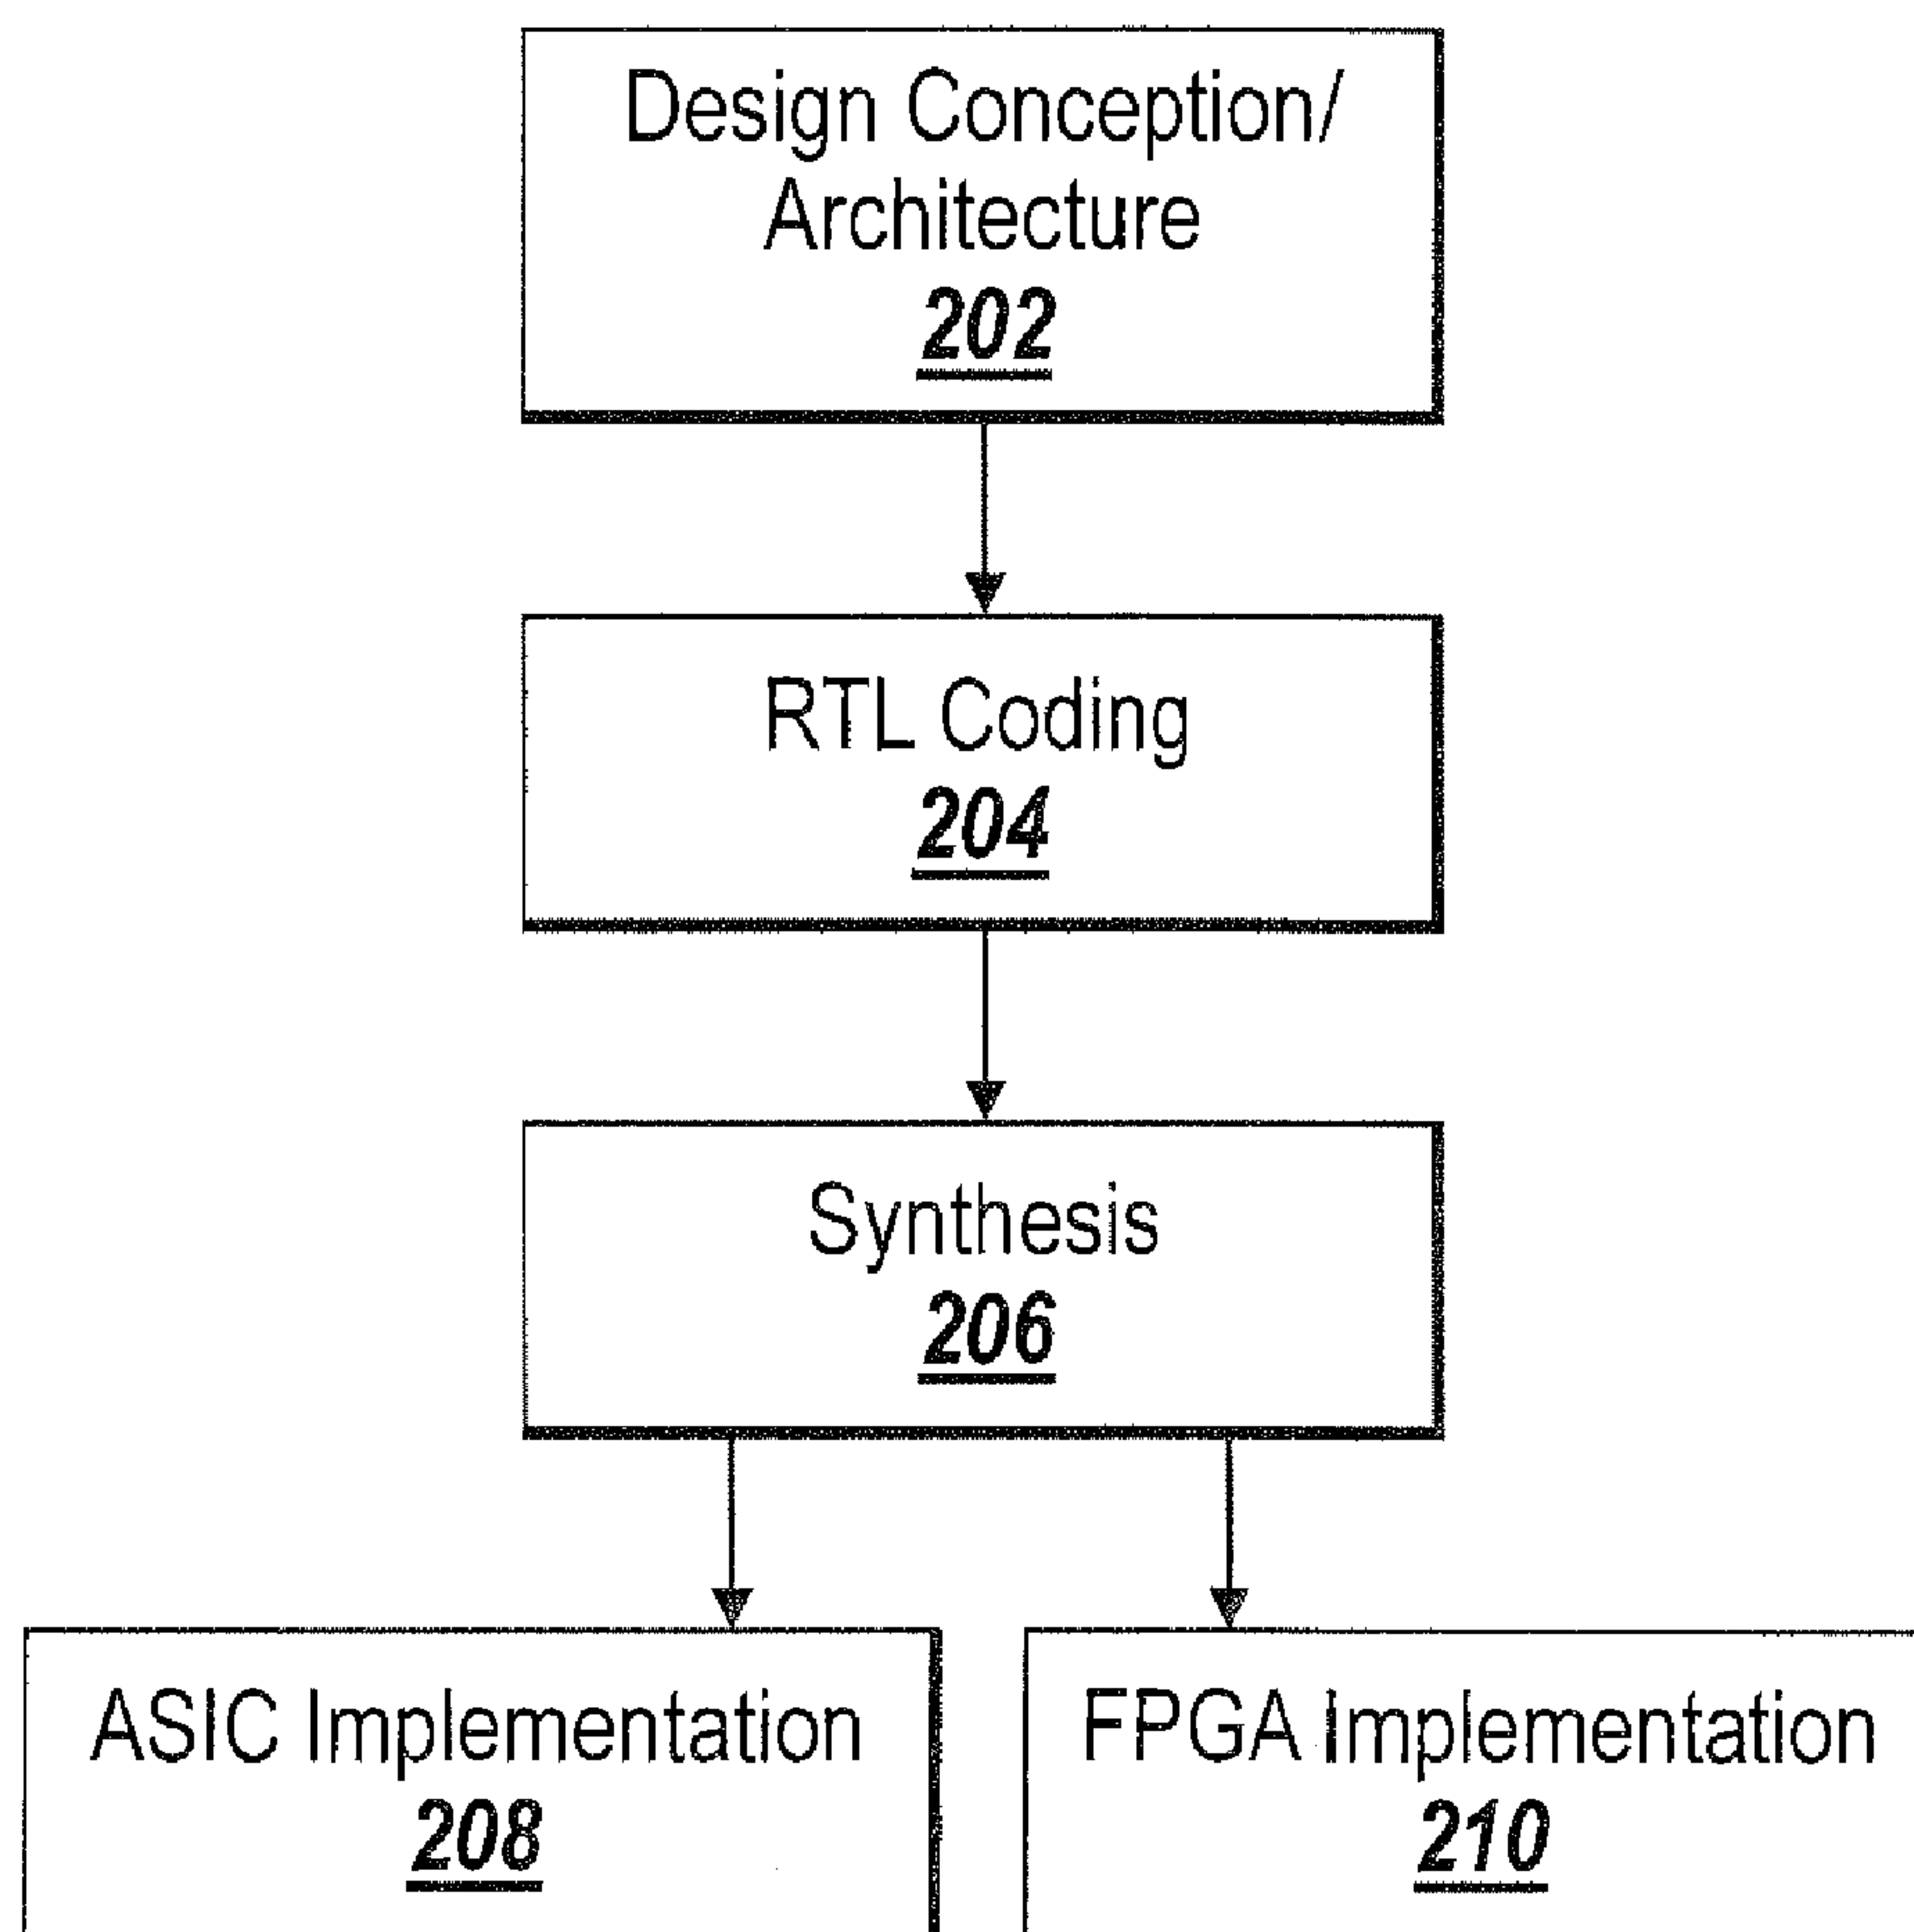 Design Conception/
Architecture
202
RTL Coding
204
Synthesis
206
ASIC Implementation
208
FPGA Implementation
210